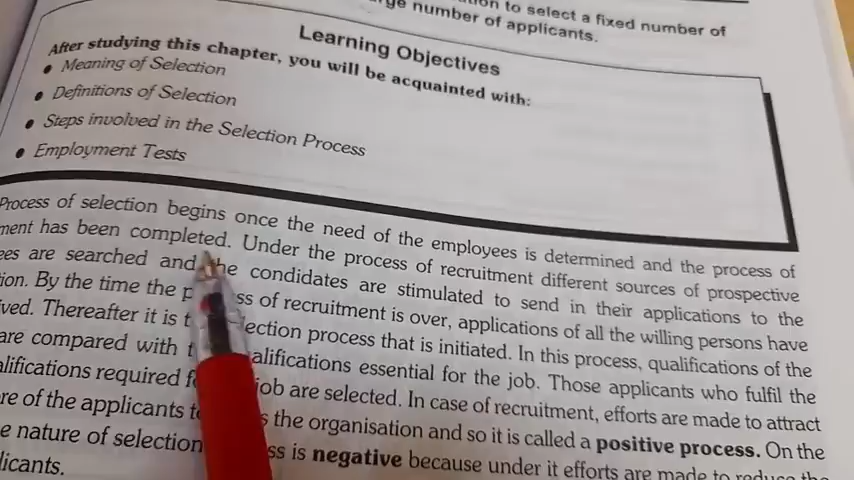 to select a fixed number of
number of applicants.
Learning Objectives
After studying this chapter, you will be acquainted with:
• Meaning of Selection
• Definitions of Selection
• Steps involved in the Selection Process
• Employment Tests
Process of selection begins once the need of the employees is determined and the process of
ment has been completed. Under the process of recruitment different sources of prospective
ees are searched and the condidates are stimulated to send in their applications to the
tion. By the time the ss of recruitment is over, applications of all the willing persons have
ved. Thereafter it is t lection process that is initiated. In this process, qualifications of the
are compared with t alifications essential for the job. Those applicants who fulfil the
alifications required f job are selected. In case of recruitment, efforts are made to attract
re of the applicants t the organisation and so it is called a positive process. On the
e nature of selection ss is negative because under it efforts are made to reduce the
licants.